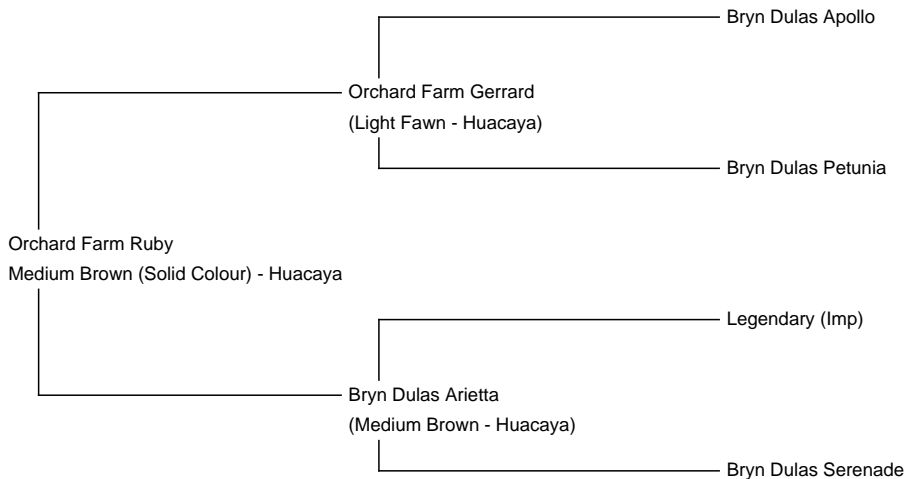 Bryn Dulas Apollo
Orchard Farm Gerrard
(Light Fawn - Huacaya)
Bryn Dulas Petunia
Orchard Farm Ruby
Medium Brown (Solid Colour) - Huacaya
Legendary (Imp)
Bryn Dulas Arietta
(Medium Brown - Huacaya)
Bryn Dulas Serenade